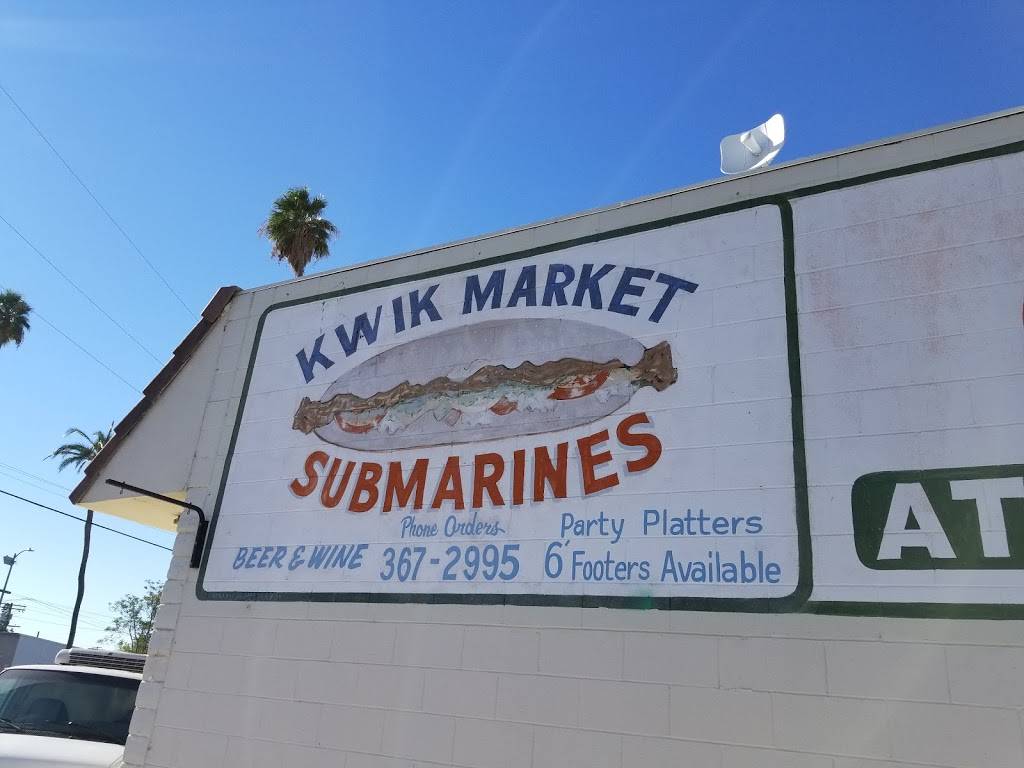 KWIK MARKET
SUBMARINES
Phone Orders
BEER & WINE 367-2995
Party Platters
6' Footers Available
AT